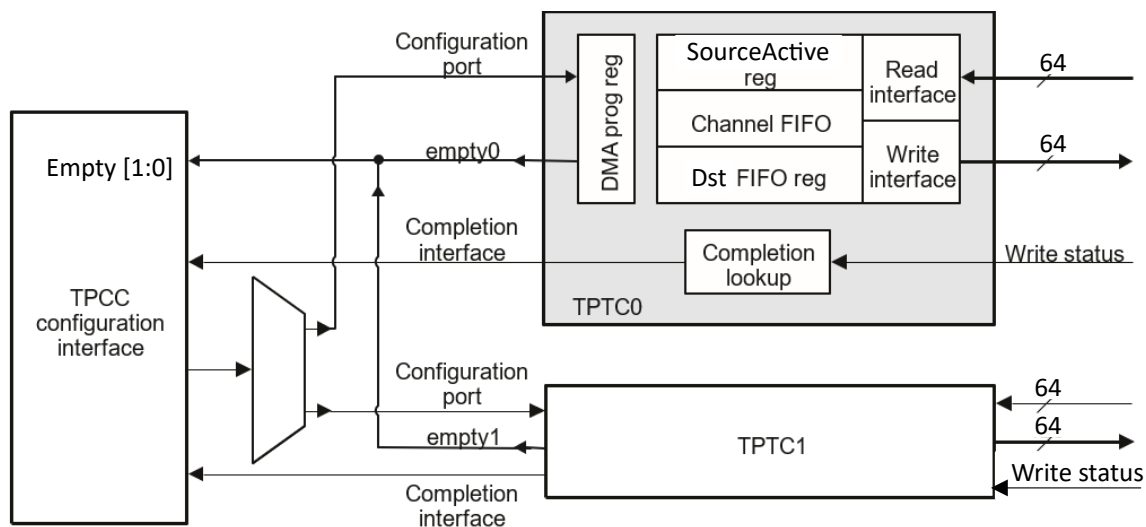 Configuration
port
SourceActive
reg
Read
interface
64
DMA prog reg
Channel FIFO
Empty [1:0]
empty0
Dst FIFO reg
Write
interface
64
Completion
interface
Completion
lookup
Write status
TPTC0
TPCC
configuration
interface
Configuration
port
64
empty1
TPTC1
64
Write status
Completion
interface